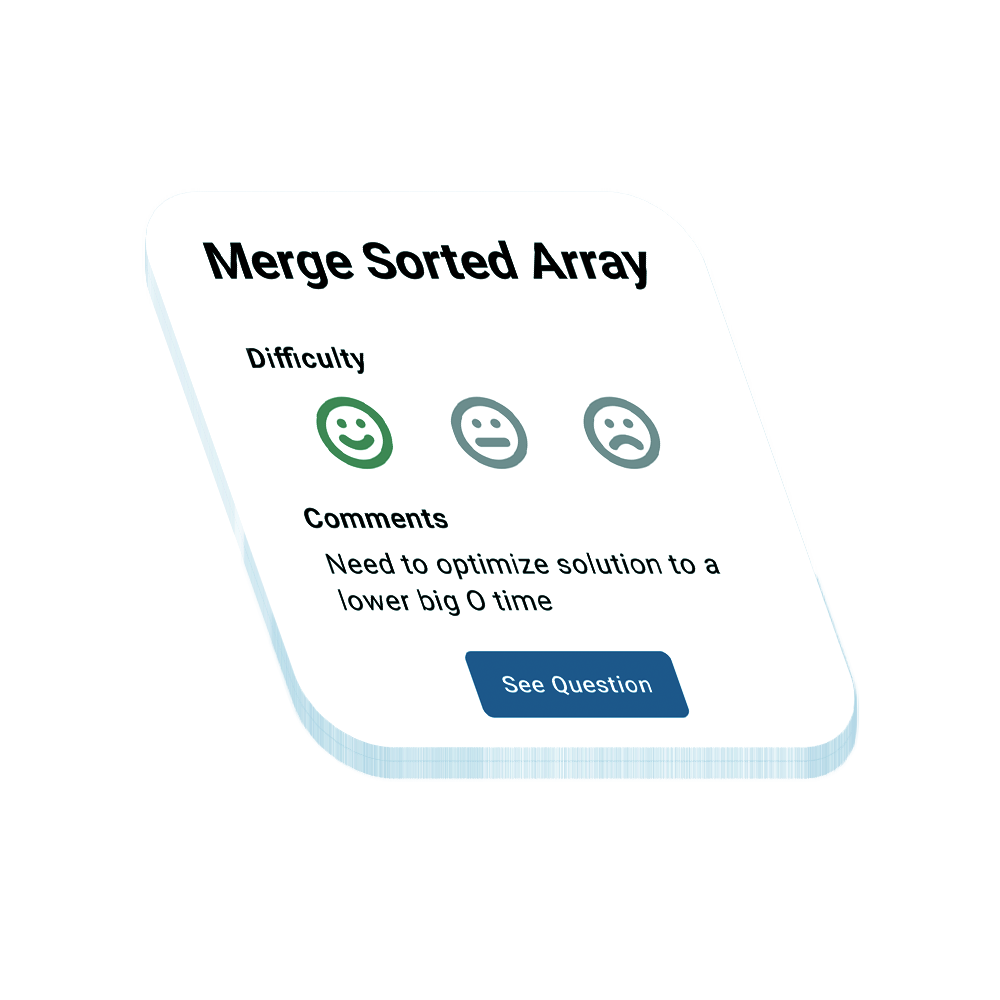 Merge Sorted Array
Difficulty
Comments
Need to optimize solution to a
lower big O time
See Question